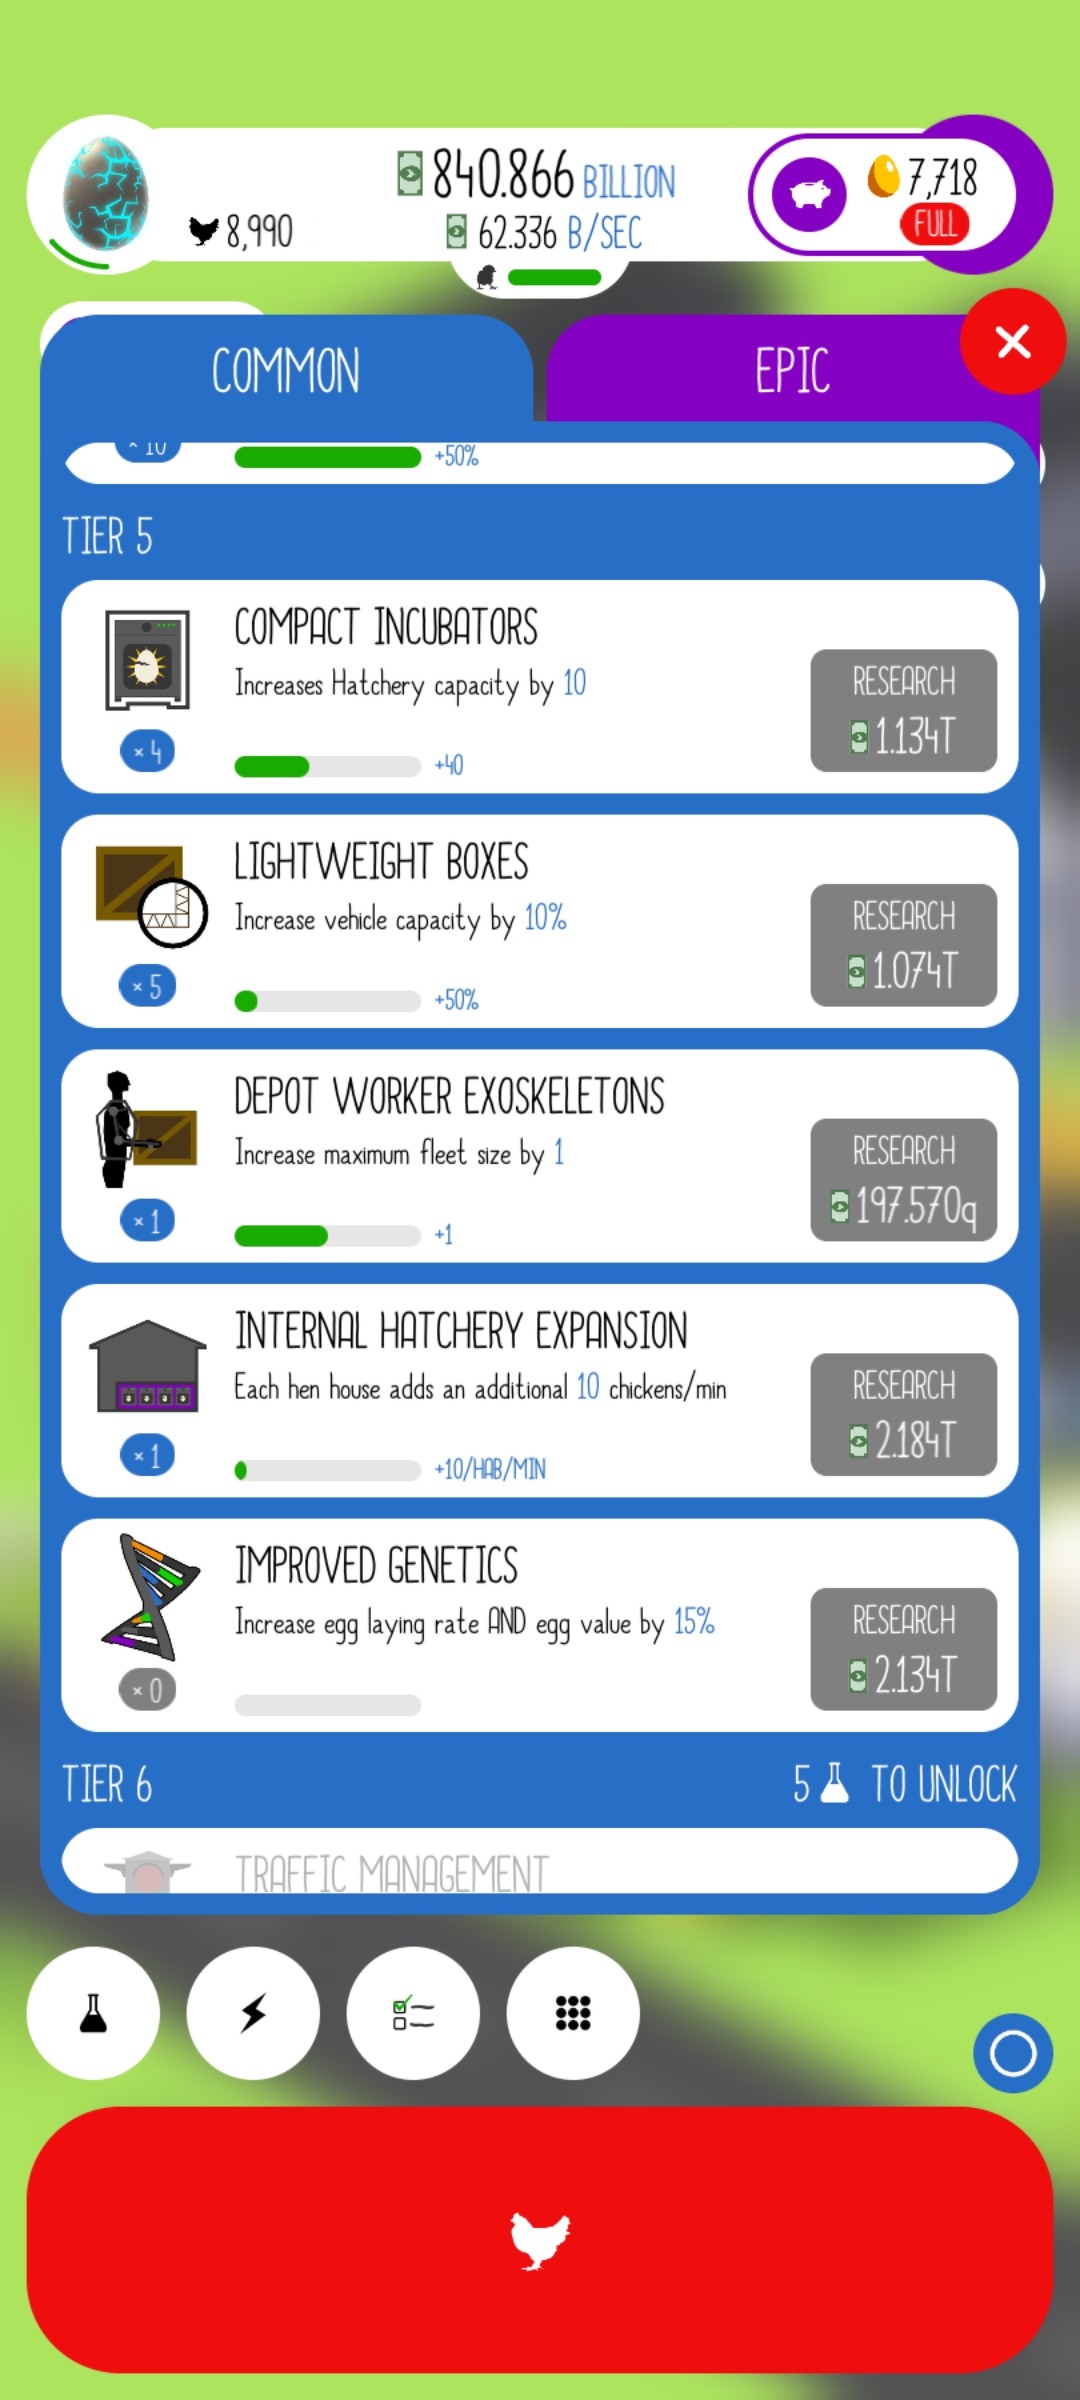 840.866 BILLION
8,990
62.336 B/SEC
7,718
FULL
COMMON
EPIC
× 10
+50%
TIER 5
COMPACT INCUBATORS
Increases Hatchery capacity by 10
× 4
+40
RESEARCH
1.134T
LIGHTWEIGHT BOXES
Increase vehicle capacity by 10%
× 5
+50%
RESEARCH
1.074T
DEPOT WORKER EXOSKELETONS
Increase maximum fleet size by 1
× 1
+1
RESEARCH
197.570q
INTERNAL HATCHERY EXPANSION
Each hen house adds an additional 10 chickens/min
× 1
+10/HAB/MIN
RESEARCH
2.184T
IMPROVED GENETICS
Increase egg laying rate AND egg value by 15%
× 0
RESEARCH
2.134T
TIER 6
5 TO UNLOCK
TRAFFIC MANAGEMENT